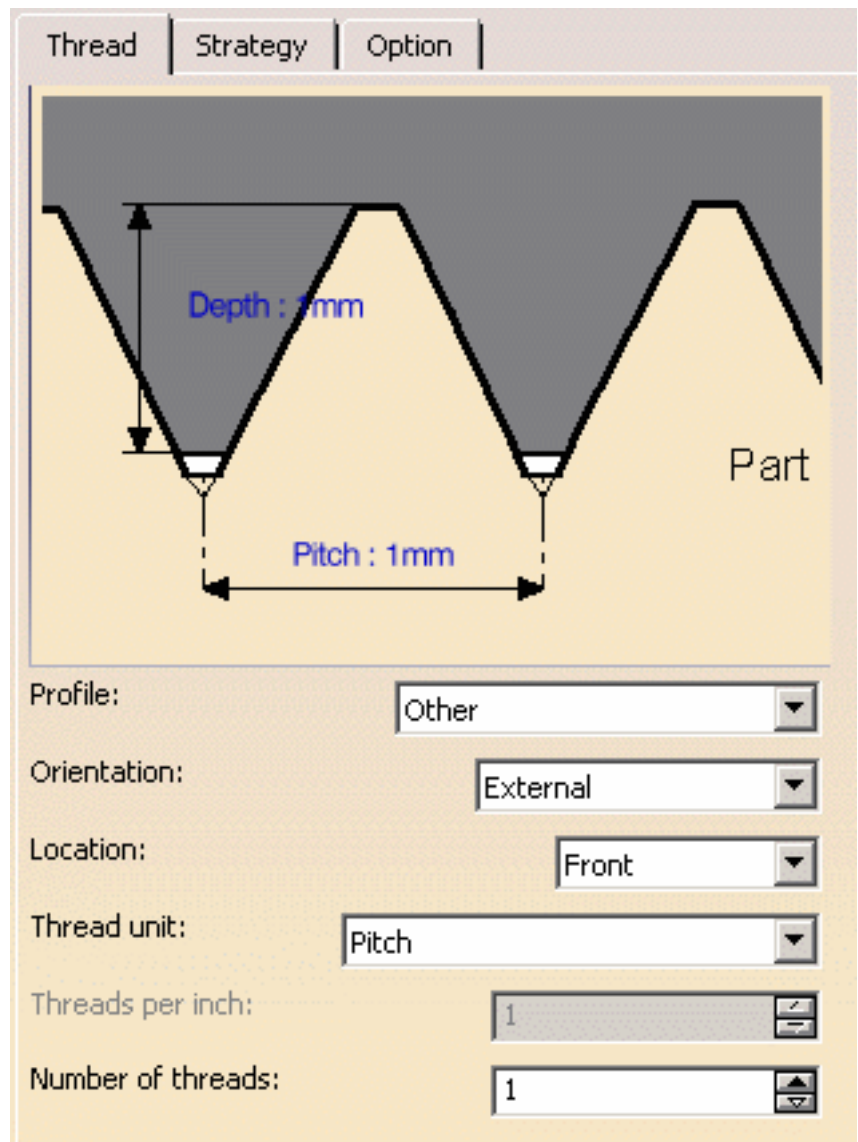 Thread Strategy Option
Depth : 1mm
Part
Pitch : 1mm
Profile: Other
Orientation: External
Location: Front
Thread unit: Pitch
Threads per inch: 1
Number of threads: 1